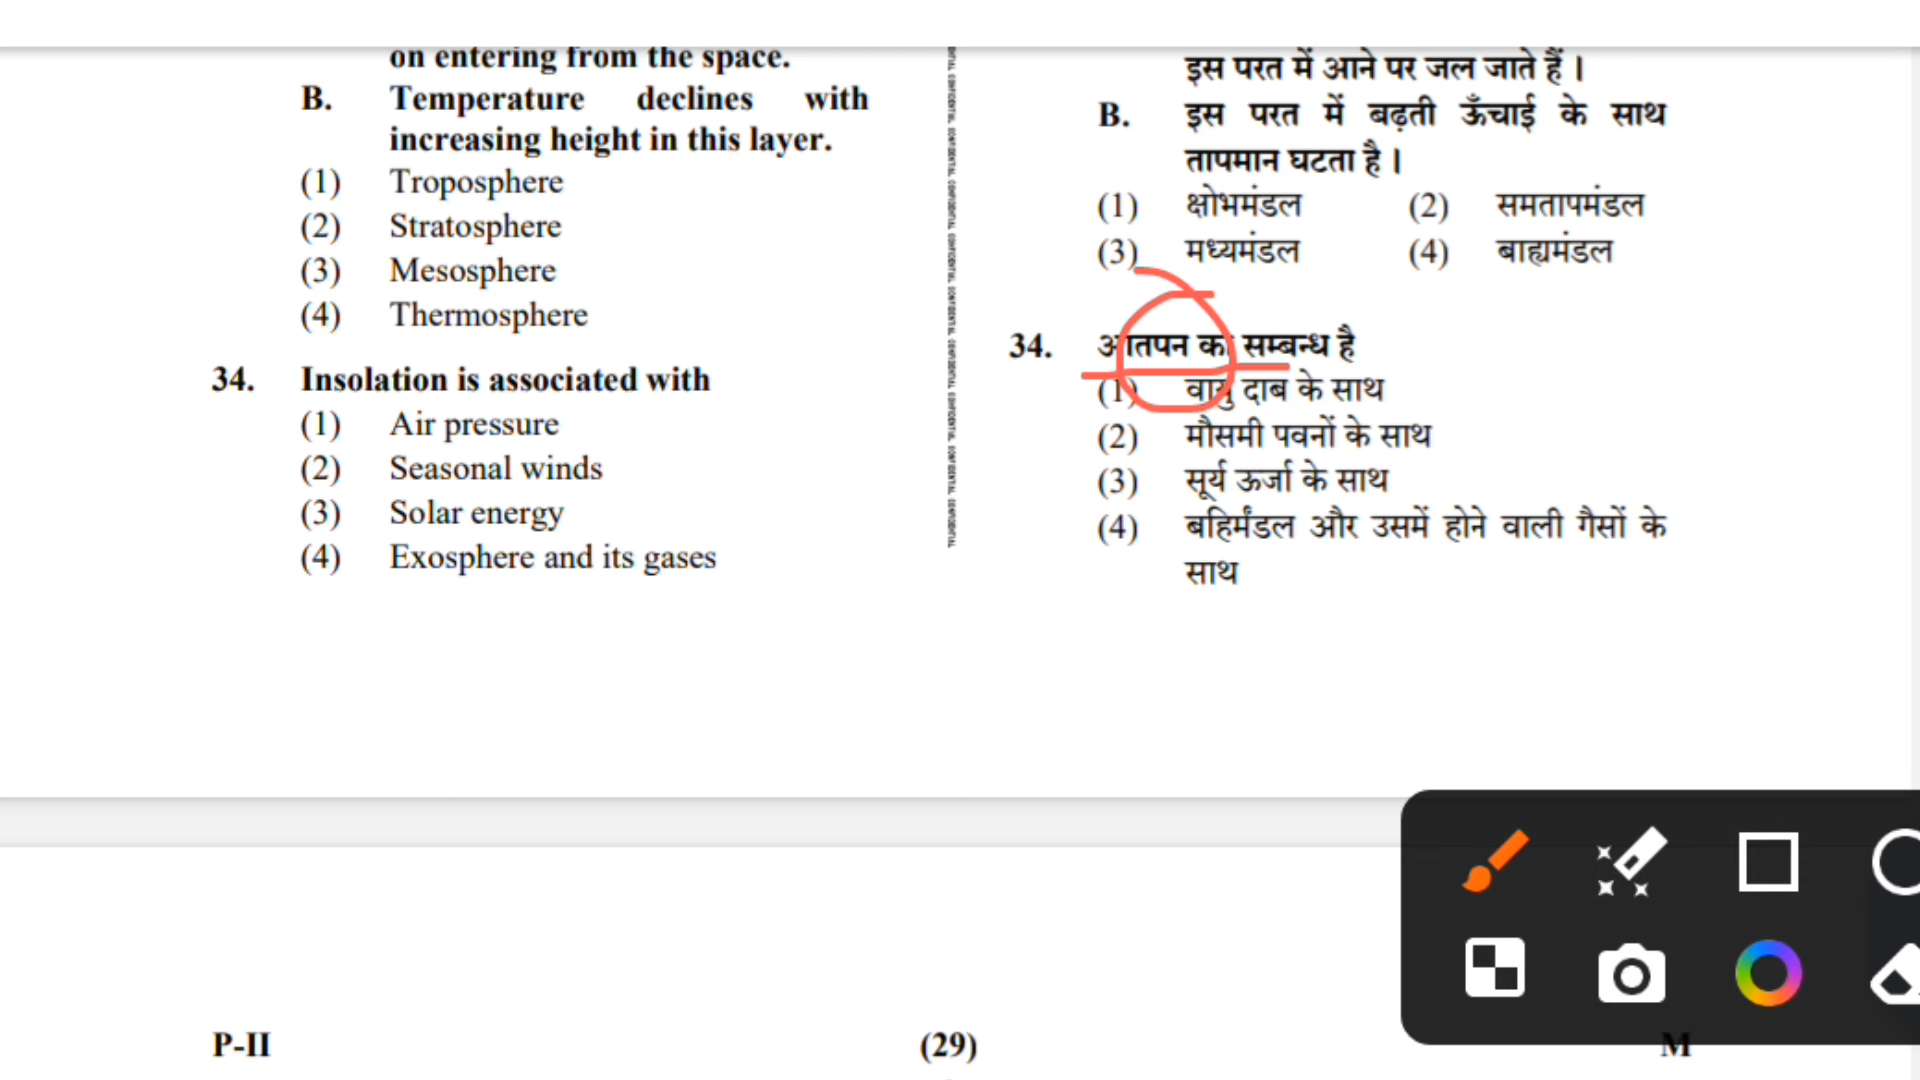 on entering from the space.
B. Temperature declines with
increasing height in this layer.
(1) Troposphere
(2) Stratosphere
(3) Mesosphere
(4) Thermosphere
34. Insolation is associated with
(1) Air pressure
(2) Seasonal winds
(3) Solar energy
(4) Exosphere and its gases
इस परत में आने पर जल जाते हैं ।
B. इस परत में बढ़ती ऊँचाई के साथ
तापमान घटता है ।
(1) क्षोभमंडल (2) समतापमंडल
(3) मध्यमंडल (4) बाह्यमंडल
34. आतपन का सम्बन्ध है
(1) वायु दाब के साथ
(2) मौसमी पवनों के साथ
(3) सूर्य ऊर्जा के साथ
(4) बहिर्मंडल और उसमें होने वाली गैसों के
साथ
P-II (29) M